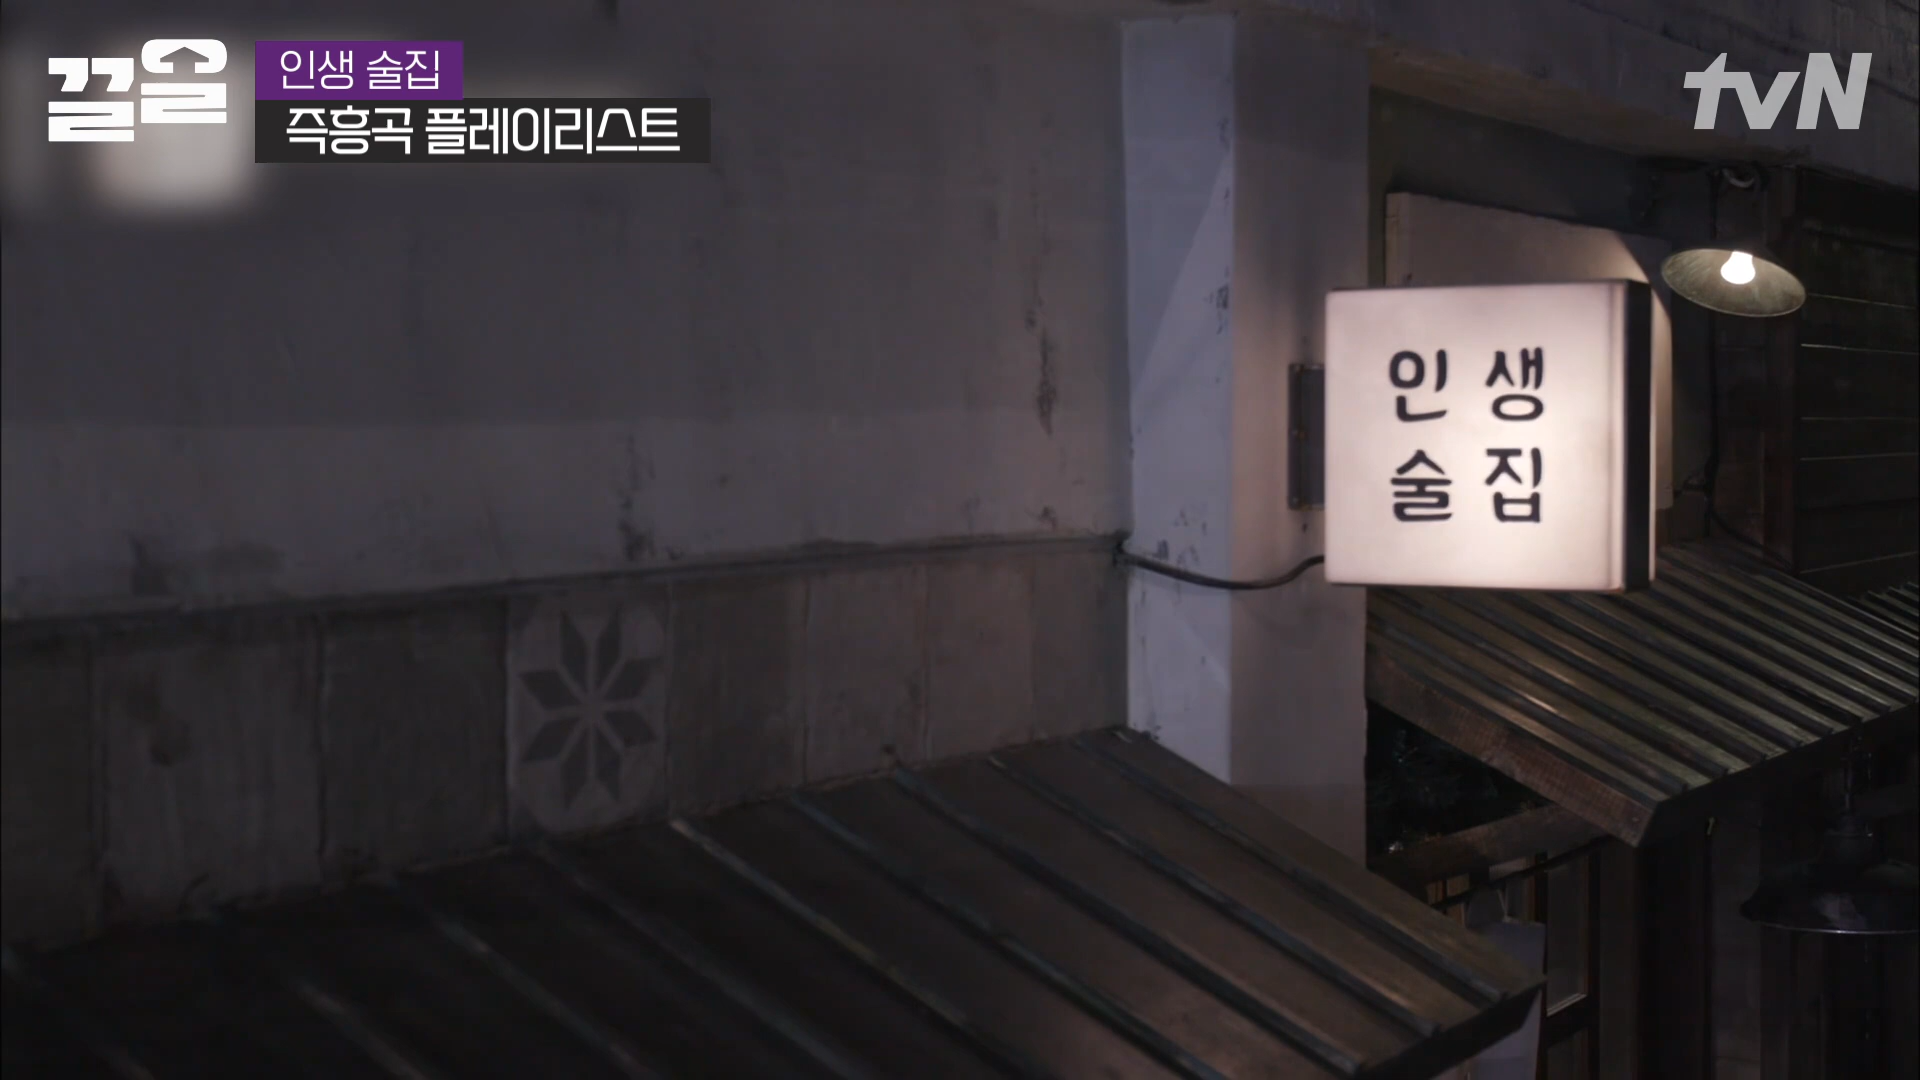 끌올
인생 술집
즉흥곡 플레이리스트
tvN
인생
술집